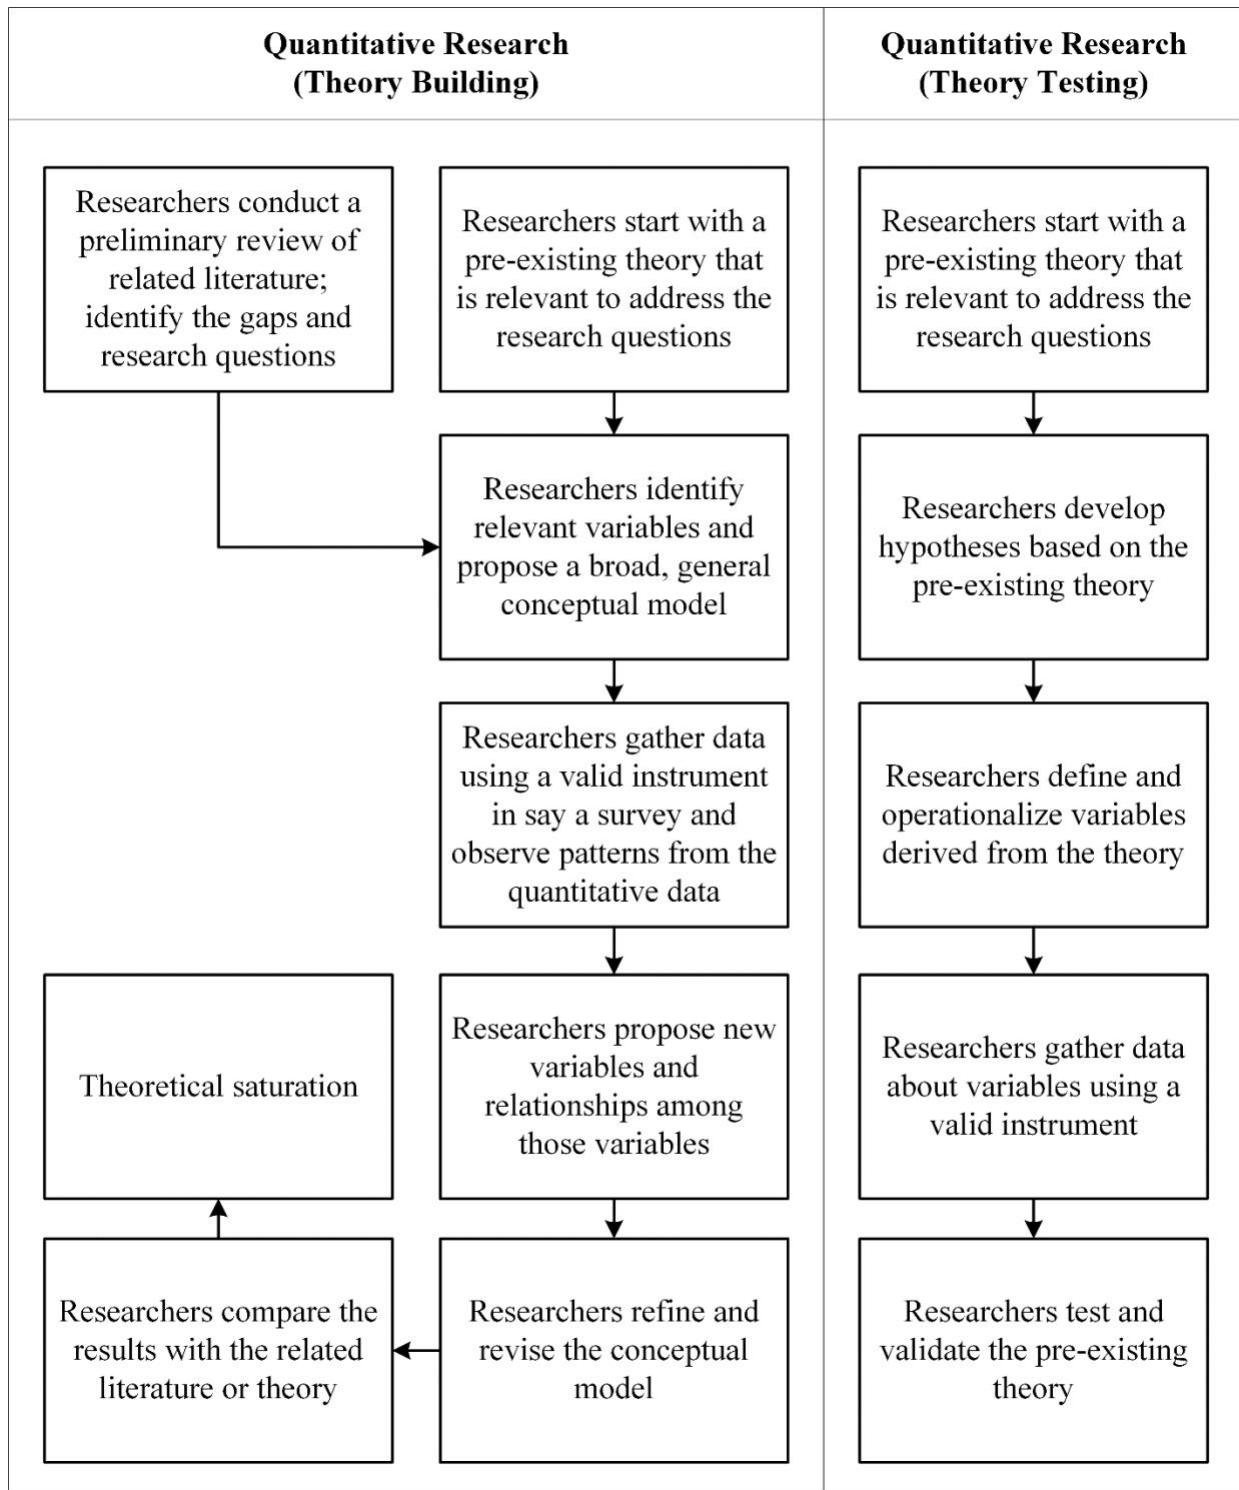 Quantitative Research
(Theory Building)
Quantitative Research
(Theory Testing)
Researchers conduct a
preliminary review of
related literature;
identify the gaps and
research questions
Researchers start with a
pre-existing theory that
is relevant to address the
research questions
Researchers start with a
pre-existing theory that
is relevant to address the
research questions
Researchers identify
relevant variables and
propose a broad, general
conceptual model
Researchers develop
hypotheses based on the
pre-existing theory
Researchers gather data
using a valid instrument
in say a survey and
observe patterns from the
quantitative data
Researchers define and
operationalize variables
derived from the theory
Theoretical saturation
Researchers propose new
variables and
relationships among
those variables
Researchers gather data
about variables using a
valid instrument
Researchers compare the
results with the related
literature or theory
Researchers refine and
revise the conceptual
model
Researchers test and
validate the pre-existing
theory